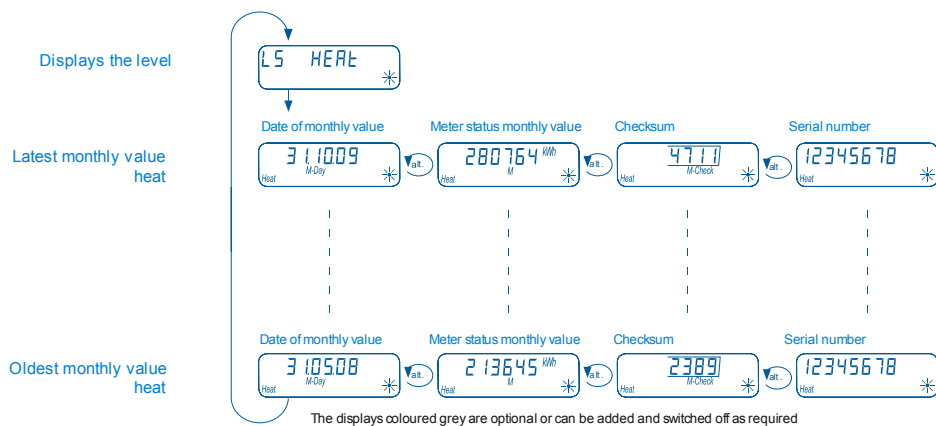 Displays the level
L5 HEAt
Date of monthly value Meter status monthly value Checksum Serial number
Latest monthly value
heat
31.10.09
M-Day
Heat
alt.
280764 kWh
M
alt.
4711
M-Check
Heat
alt.
12345678
Heat
Date of monthly value Meter status monthly value Checksum Serial number
Oldest monthly value
heat
31.05.08
M-Day
Heat
alt.
213645 kWh
M
alt.
2389
M-Check
Heat
alt.
12345678
Heat
The displays coloured grey are optional or can be added and switched off as required